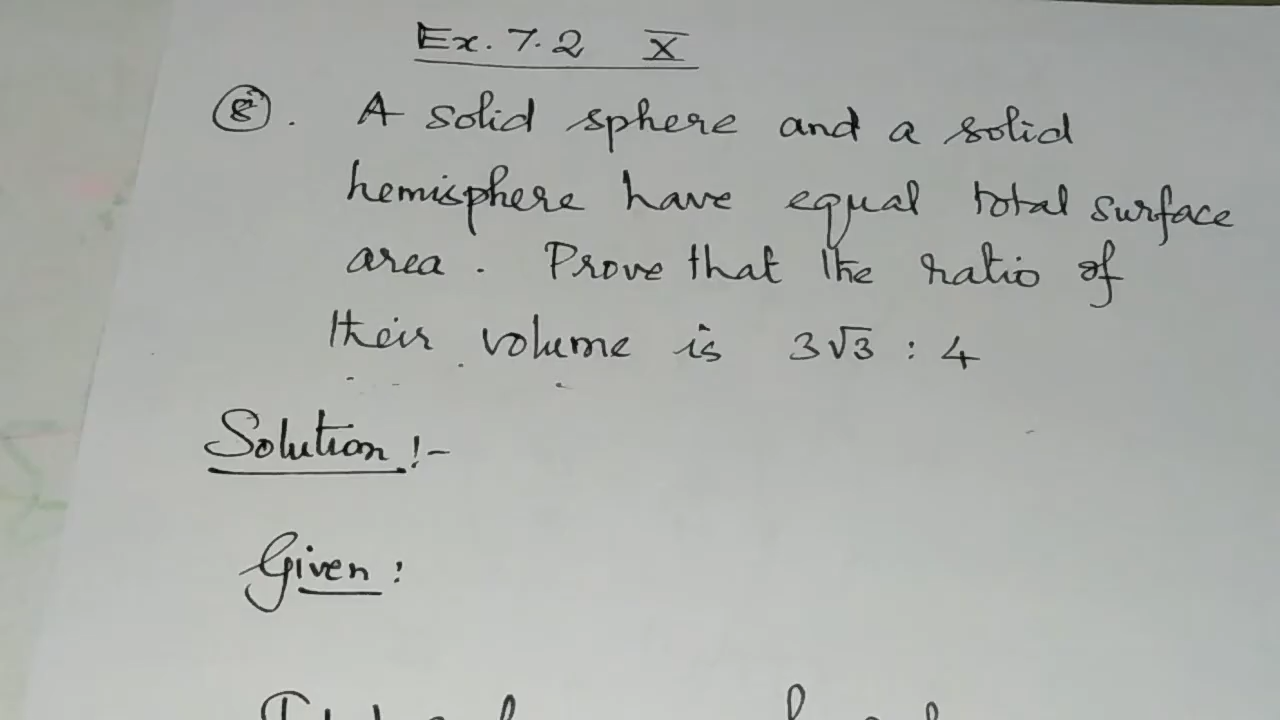 Ex. 7.2 X
8. A solid sphere and a solid
hemisphere have equal total surface
area. Prove that the ratio of
their volume is 3√3 : 4
Solution :-
Given :